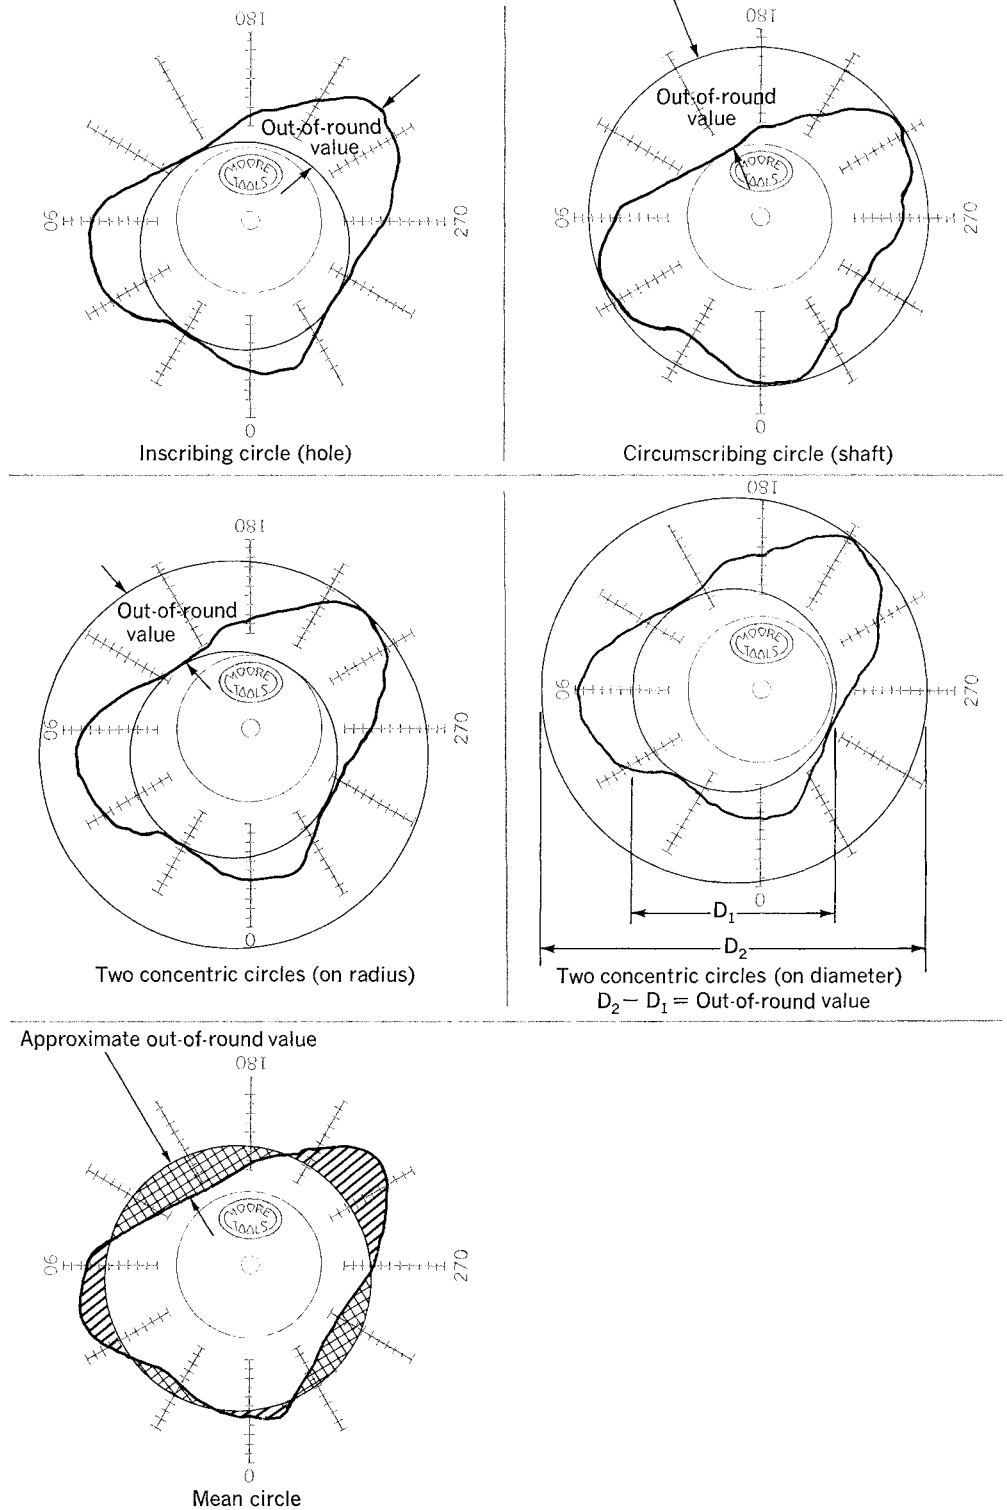 180
Out-of-round
value
MOORE
TOOLS
90
270
0
Inscribing circle (hole)
180
Out-of-round
value
MOORE
TOOLS
90
270
0
Circumscribing circle (shaft)
180
Out-of-round
value
MOORE
TOOLS
90
270
0
Two concentric circles (on radius)
180
MOORE
TOOLS
90
270
0
D₁
D₂
Two concentric circles (on diameter)
D₂ − D₁ = Out-of-round value
Approximate out-of-round value
180
MOORE
TOOLS
90
270
0
Mean circle